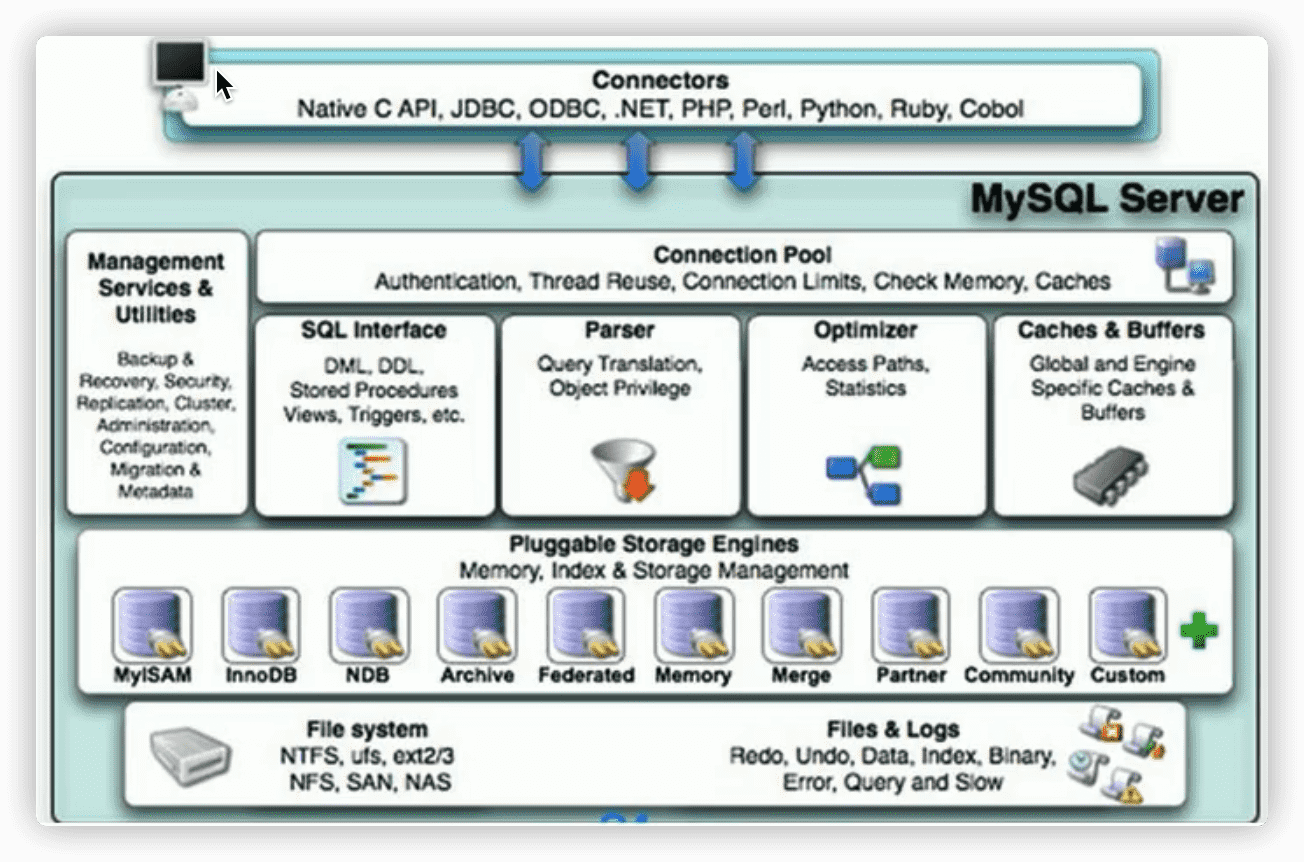 Connectors
Native C API, JDBC, ODBC, .NET, PHP, Perl, Python, Ruby, Cobol
MySQL Server
Management
Services &
Utilities
Backup &
Recovery, Security,
Replication, Cluster,
Administration,
Configuration,
Migration &
Metadata
Connection Pool
Authentication, Thread Reuse, Connection Limits, Check Memory, Caches
SQL Interface
DML, DDL,
Stored Procedures
Views, Triggers, etc.
Parser
Query Translation,
Object Privilege
Optimizer
Access Paths,
Statistics
Caches & Buffers
Global and Engine
Specific Caches &
Buffers
Pluggable Storage Engines
Memory, Index & Storage Management
MyISAM
InnoDB
NDB
Archive
Federated
Memory
Merge
Partner
Community
Custom
File system
NTFS, ufs, ext2/3
NFS, SAN, NAS
Files & Logs
Redo, Undo, Data, Index, Binary,
Error, Query and Slow